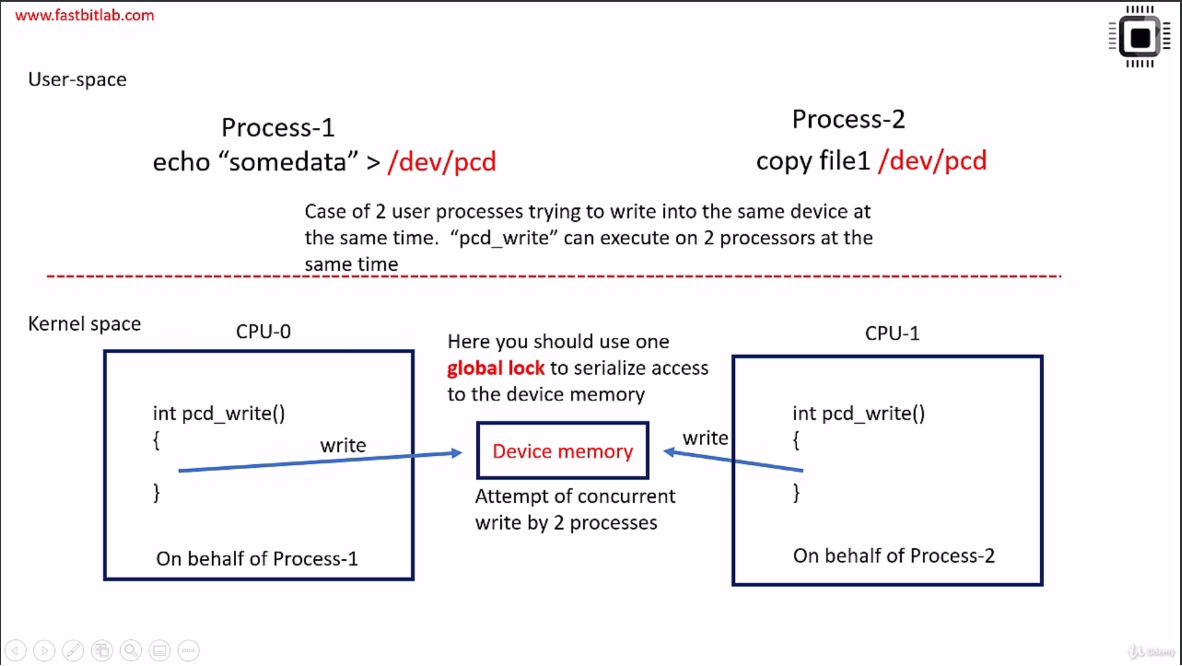 www.fastbitlab.com
User-space
Process-1
echo “somedata” > /dev/pcd
Process-2
copy file1 /dev/pcd
Case of 2 user processes trying to write into the same device at
the same time. “pcd_write” can execute on 2 processors at the
same time
Kernel space
CPU-0
int pcd_write()
{
}
On behalf of Process-1
write
Here you should use one
global lock to serialize access
to the device memory
Device memory
Attempt of concurrent
write by 2 processes
write
CPU-1
int pcd_write()
{
}
On behalf of Process-2
Udemy